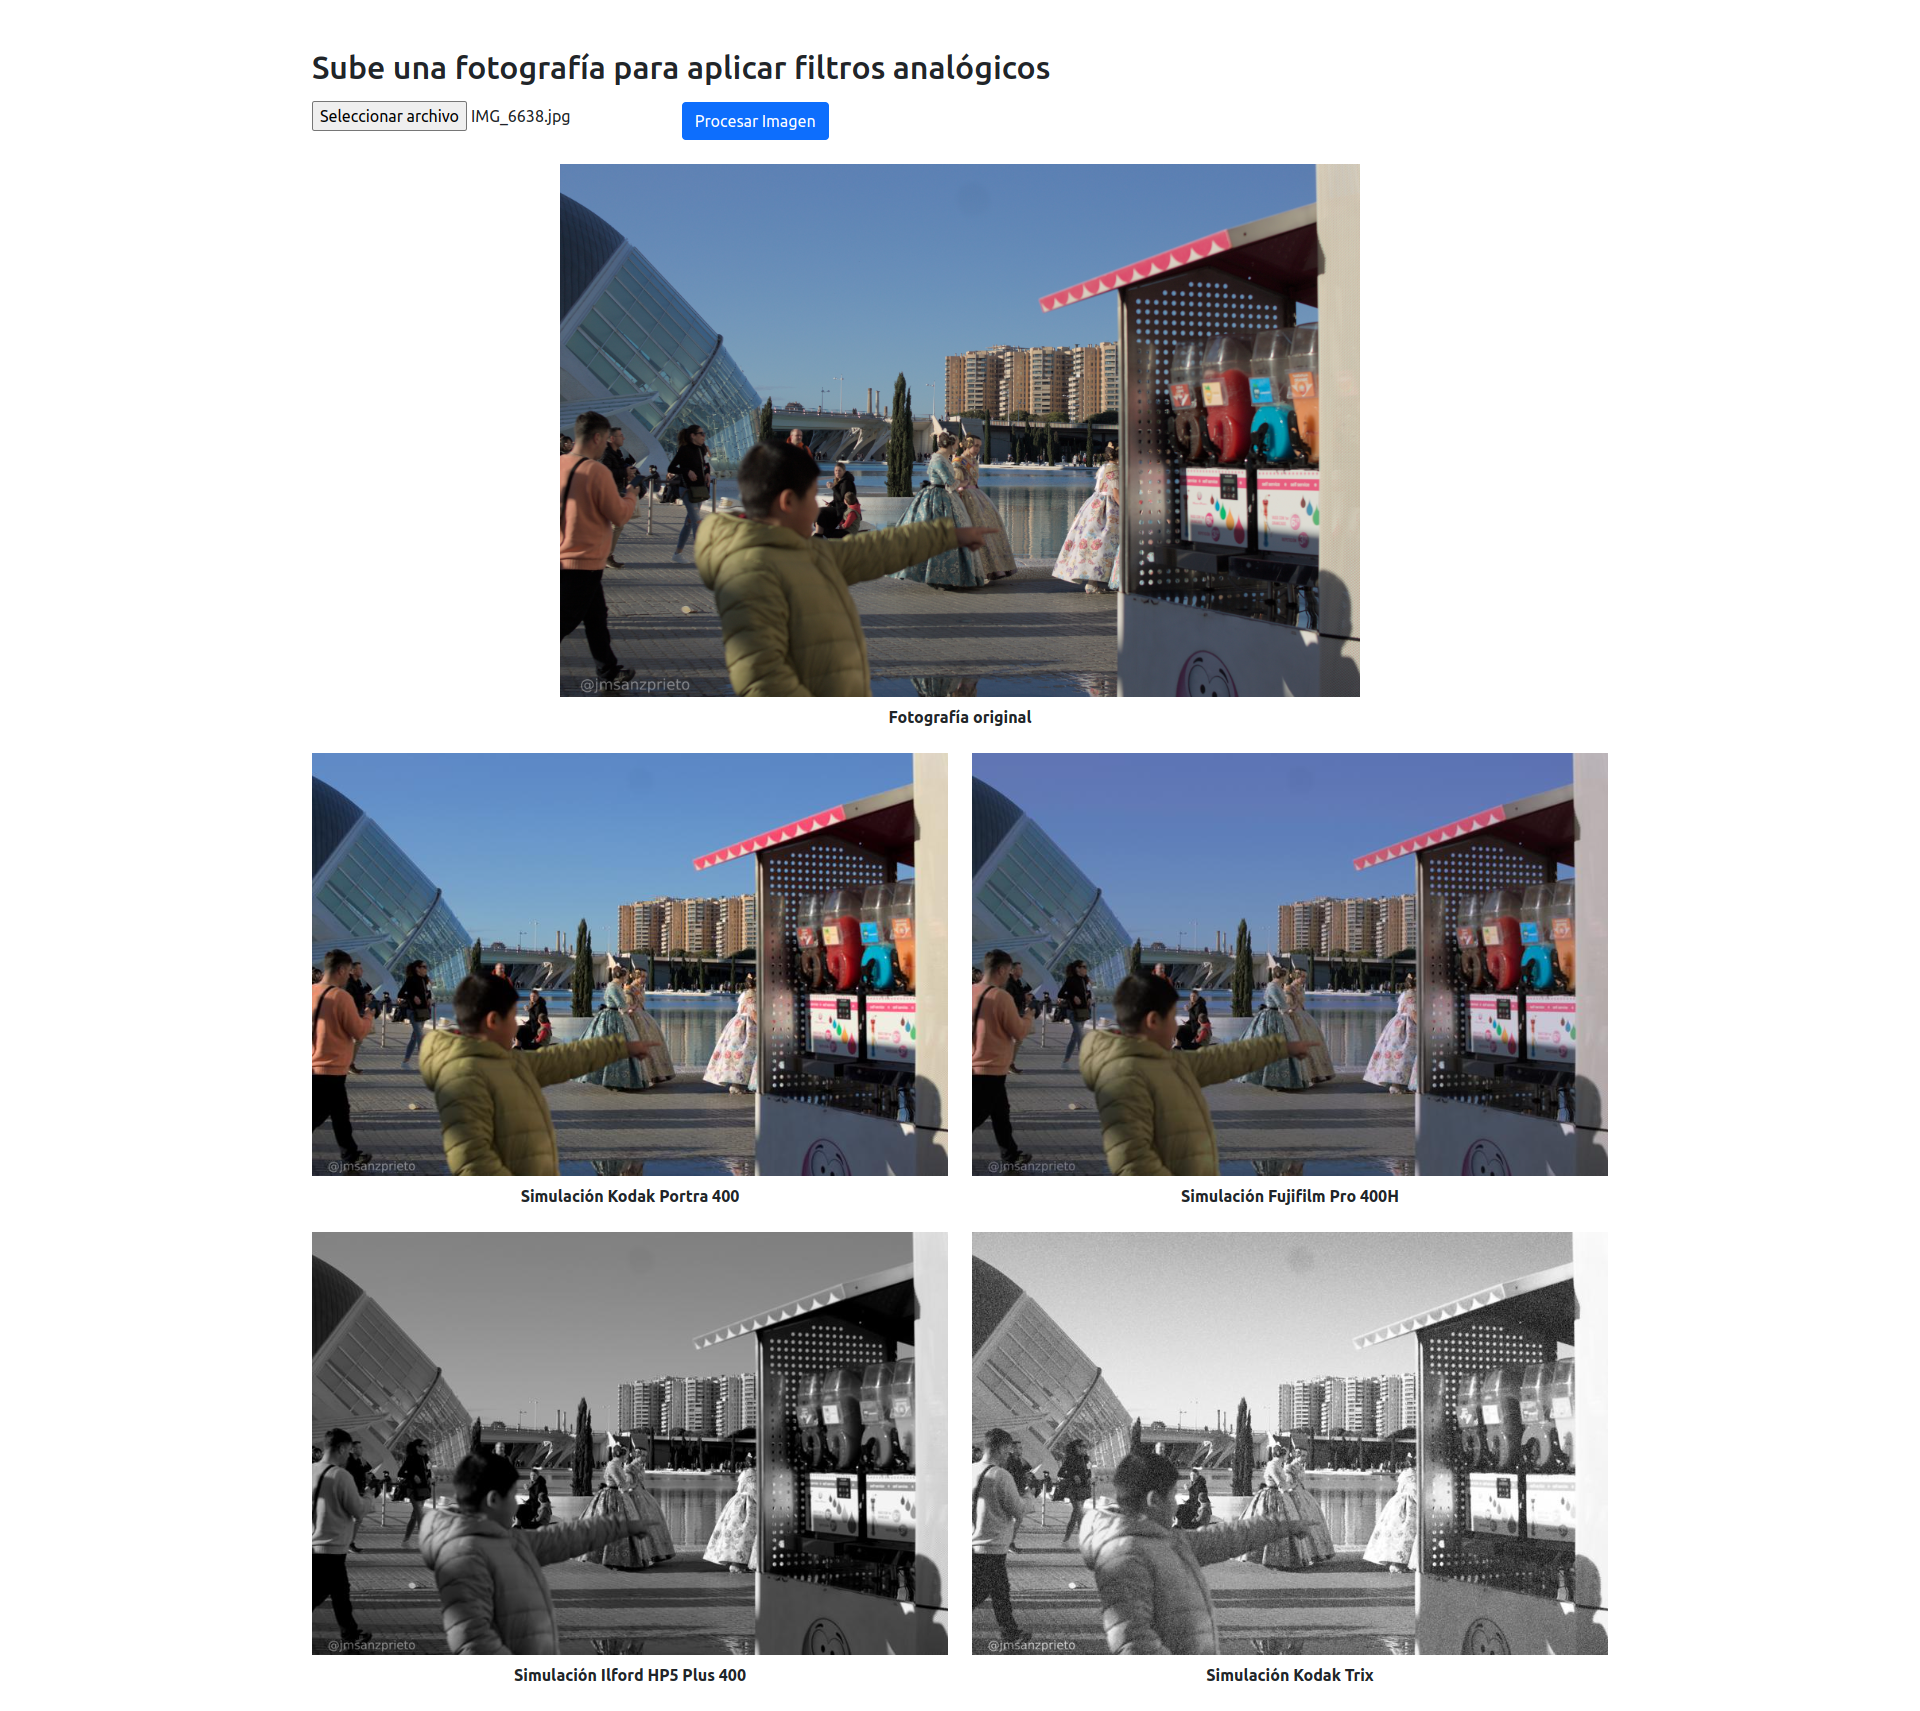 Sube una fotografía para aplicar filtros analógicos
Seleccionar archivo IMG_6638.jpg
Procesar Imagen
@jmsanzprieto
Fotografía original
@jmsanzprieto
@jmsanzprieto
Simulación Kodak Portra 400
Simulación Fujifilm Pro 400H
@jmsanzprieto
@jmsanzprieto
Simulación Ilford HP5 Plus 400
Simulación Kodak Trix